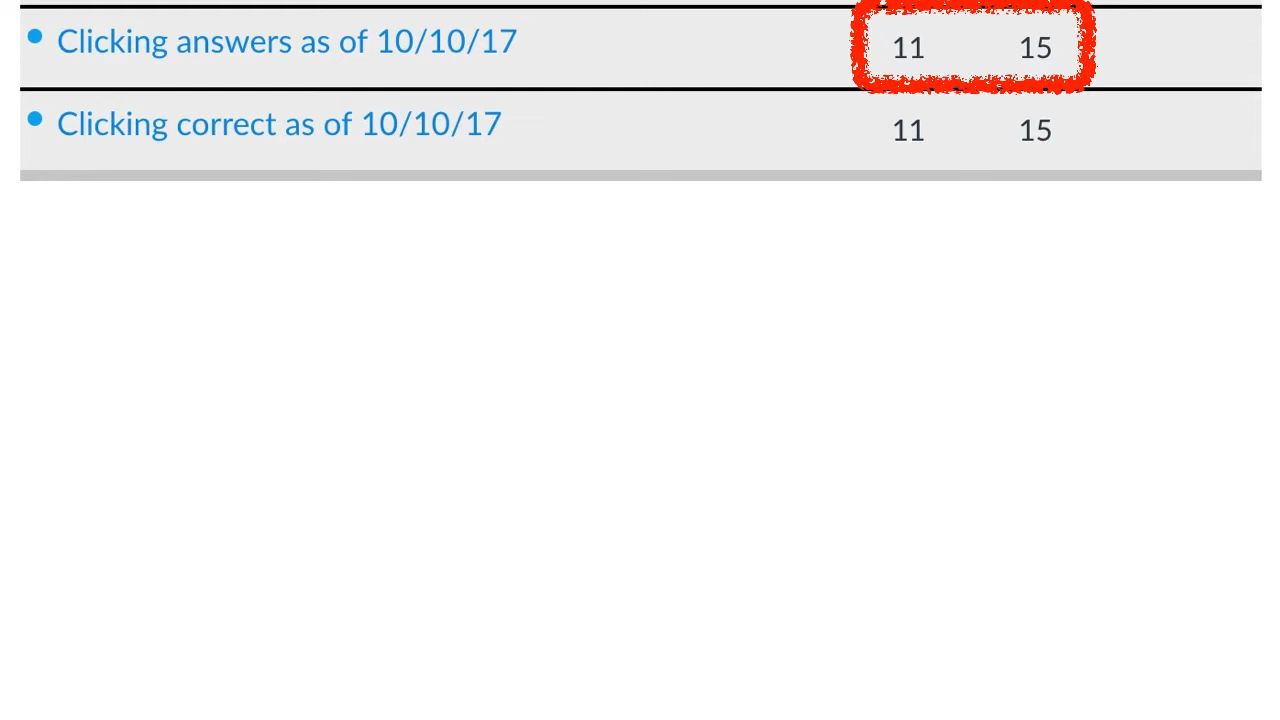 • Clicking answers as of 10/10/17 11 15
• Clicking correct as of 10/10/17 11 15